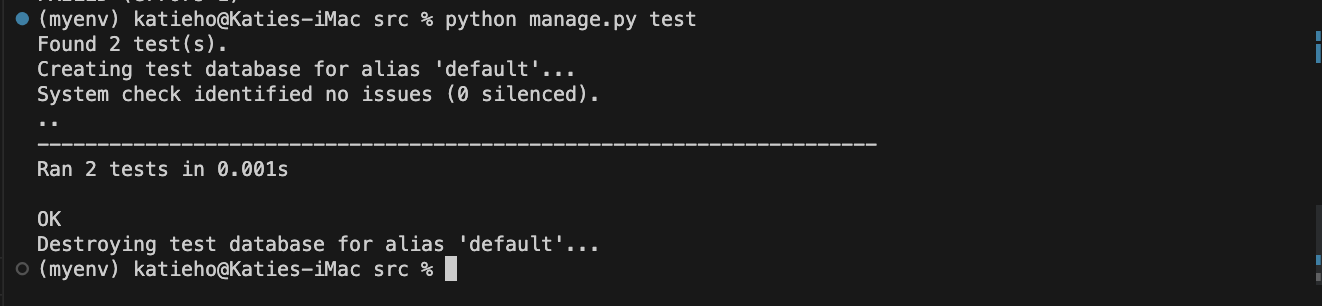 (myenv) katieho@Katies-iMac src % python manage.py test
Found 2 test(s).
Creating test database for alias 'default'...
System check identified no issues (0 silenced).
..
----------------------------------------------------------------------
Ran 2 tests in 0.001s

OK
Destroying test database for alias 'default'...
(myenv) katieho@Katies-iMac src %